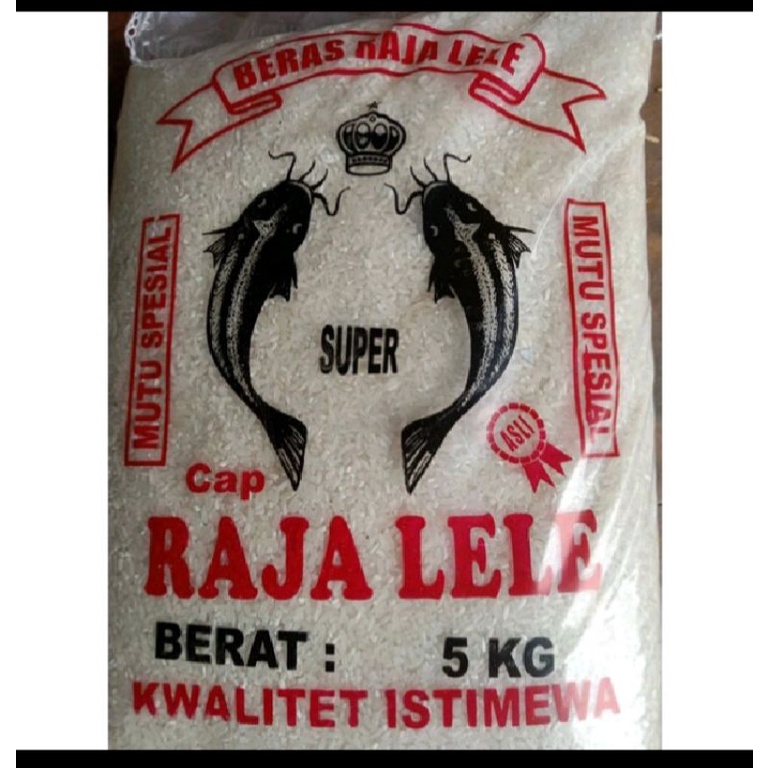 BERAS RAJA LELE
MUTU SPESIAL
MUTU SPESIAL
SUPER
ASLI
Cap
RAJA LELE
BERAT : 5 KG
KWALITET ISTIMEWA